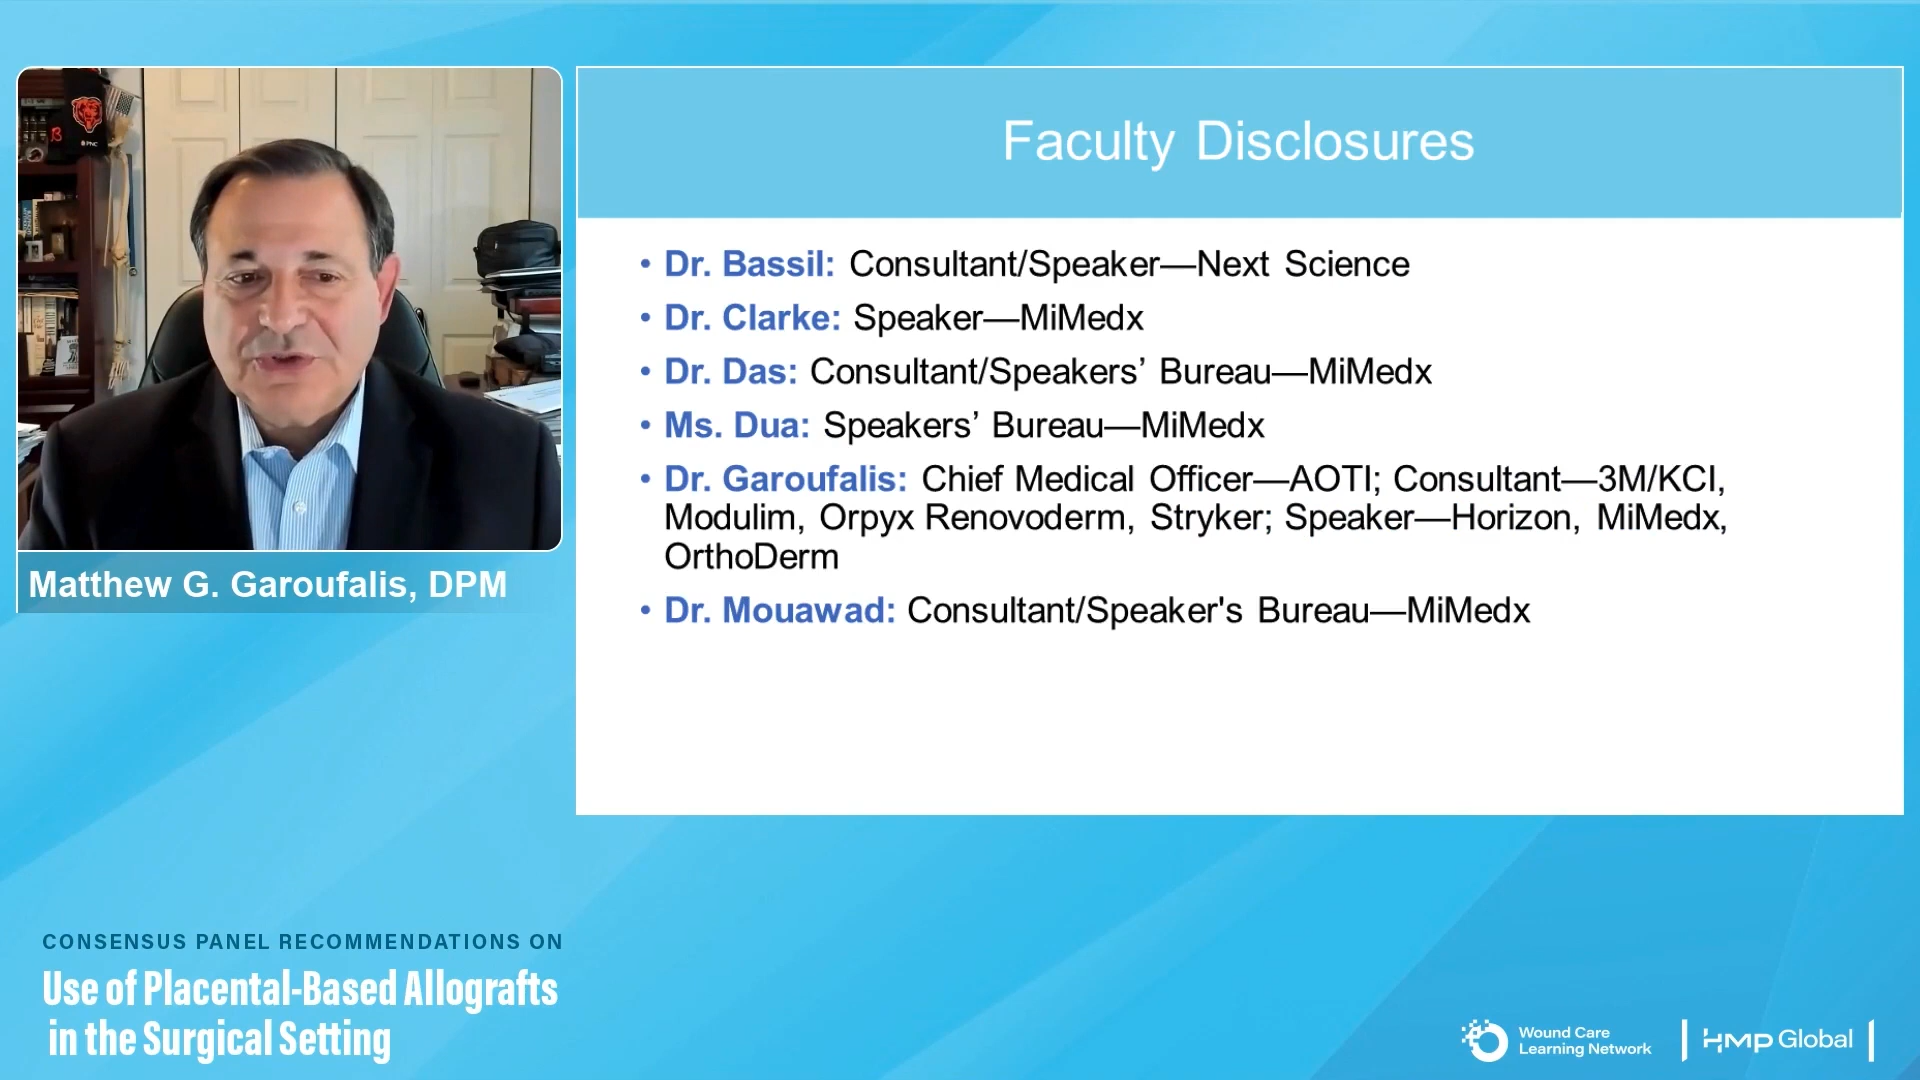 PNC
Faculty Disclosures
• Dr. Bassil: Consultant/Speaker—Next Science
• Dr. Clarke: Speaker—MiMedx
• Dr. Das: Consultant/Speakers’ Bureau—MiMedx
• Ms. Dua: Speakers’ Bureau—MiMedx
• Dr. Garoufalis: Chief Medical Officer—AOTI; Consultant—3M/KCI,
Modulim, Orpyx Renovoderm, Stryker; Speaker—Horizon, MiMedx,
OrthoDerm
• Dr. Mouawad: Consultant/Speaker's Bureau—MiMedx
Matthew G. Garoufalis, DPM
CONSENSUS PANEL RECOMMENDATIONS ON
Use of Placental-Based Allografts
in the Surgical Setting
Wound Care
Learning Network
HMP Global